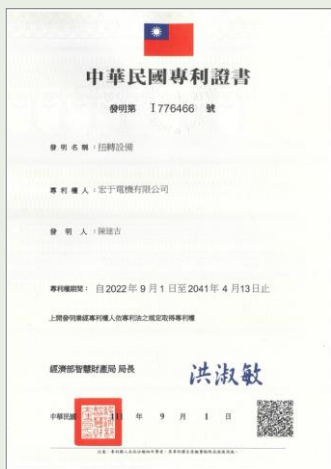 中華民國專利證書
發明第 I776466 號
發明名稱：扭轉設備
專利權人：宏于電機有限公司
發明人：陳建吉
專利權期間：自2022年9月1日至2041年4月13日止
上開發明業經專利權人依專利法之規定取得專利權
經濟部智慧財產局 局長 洪淑敏
中華民國 111 年 9 月 1 日